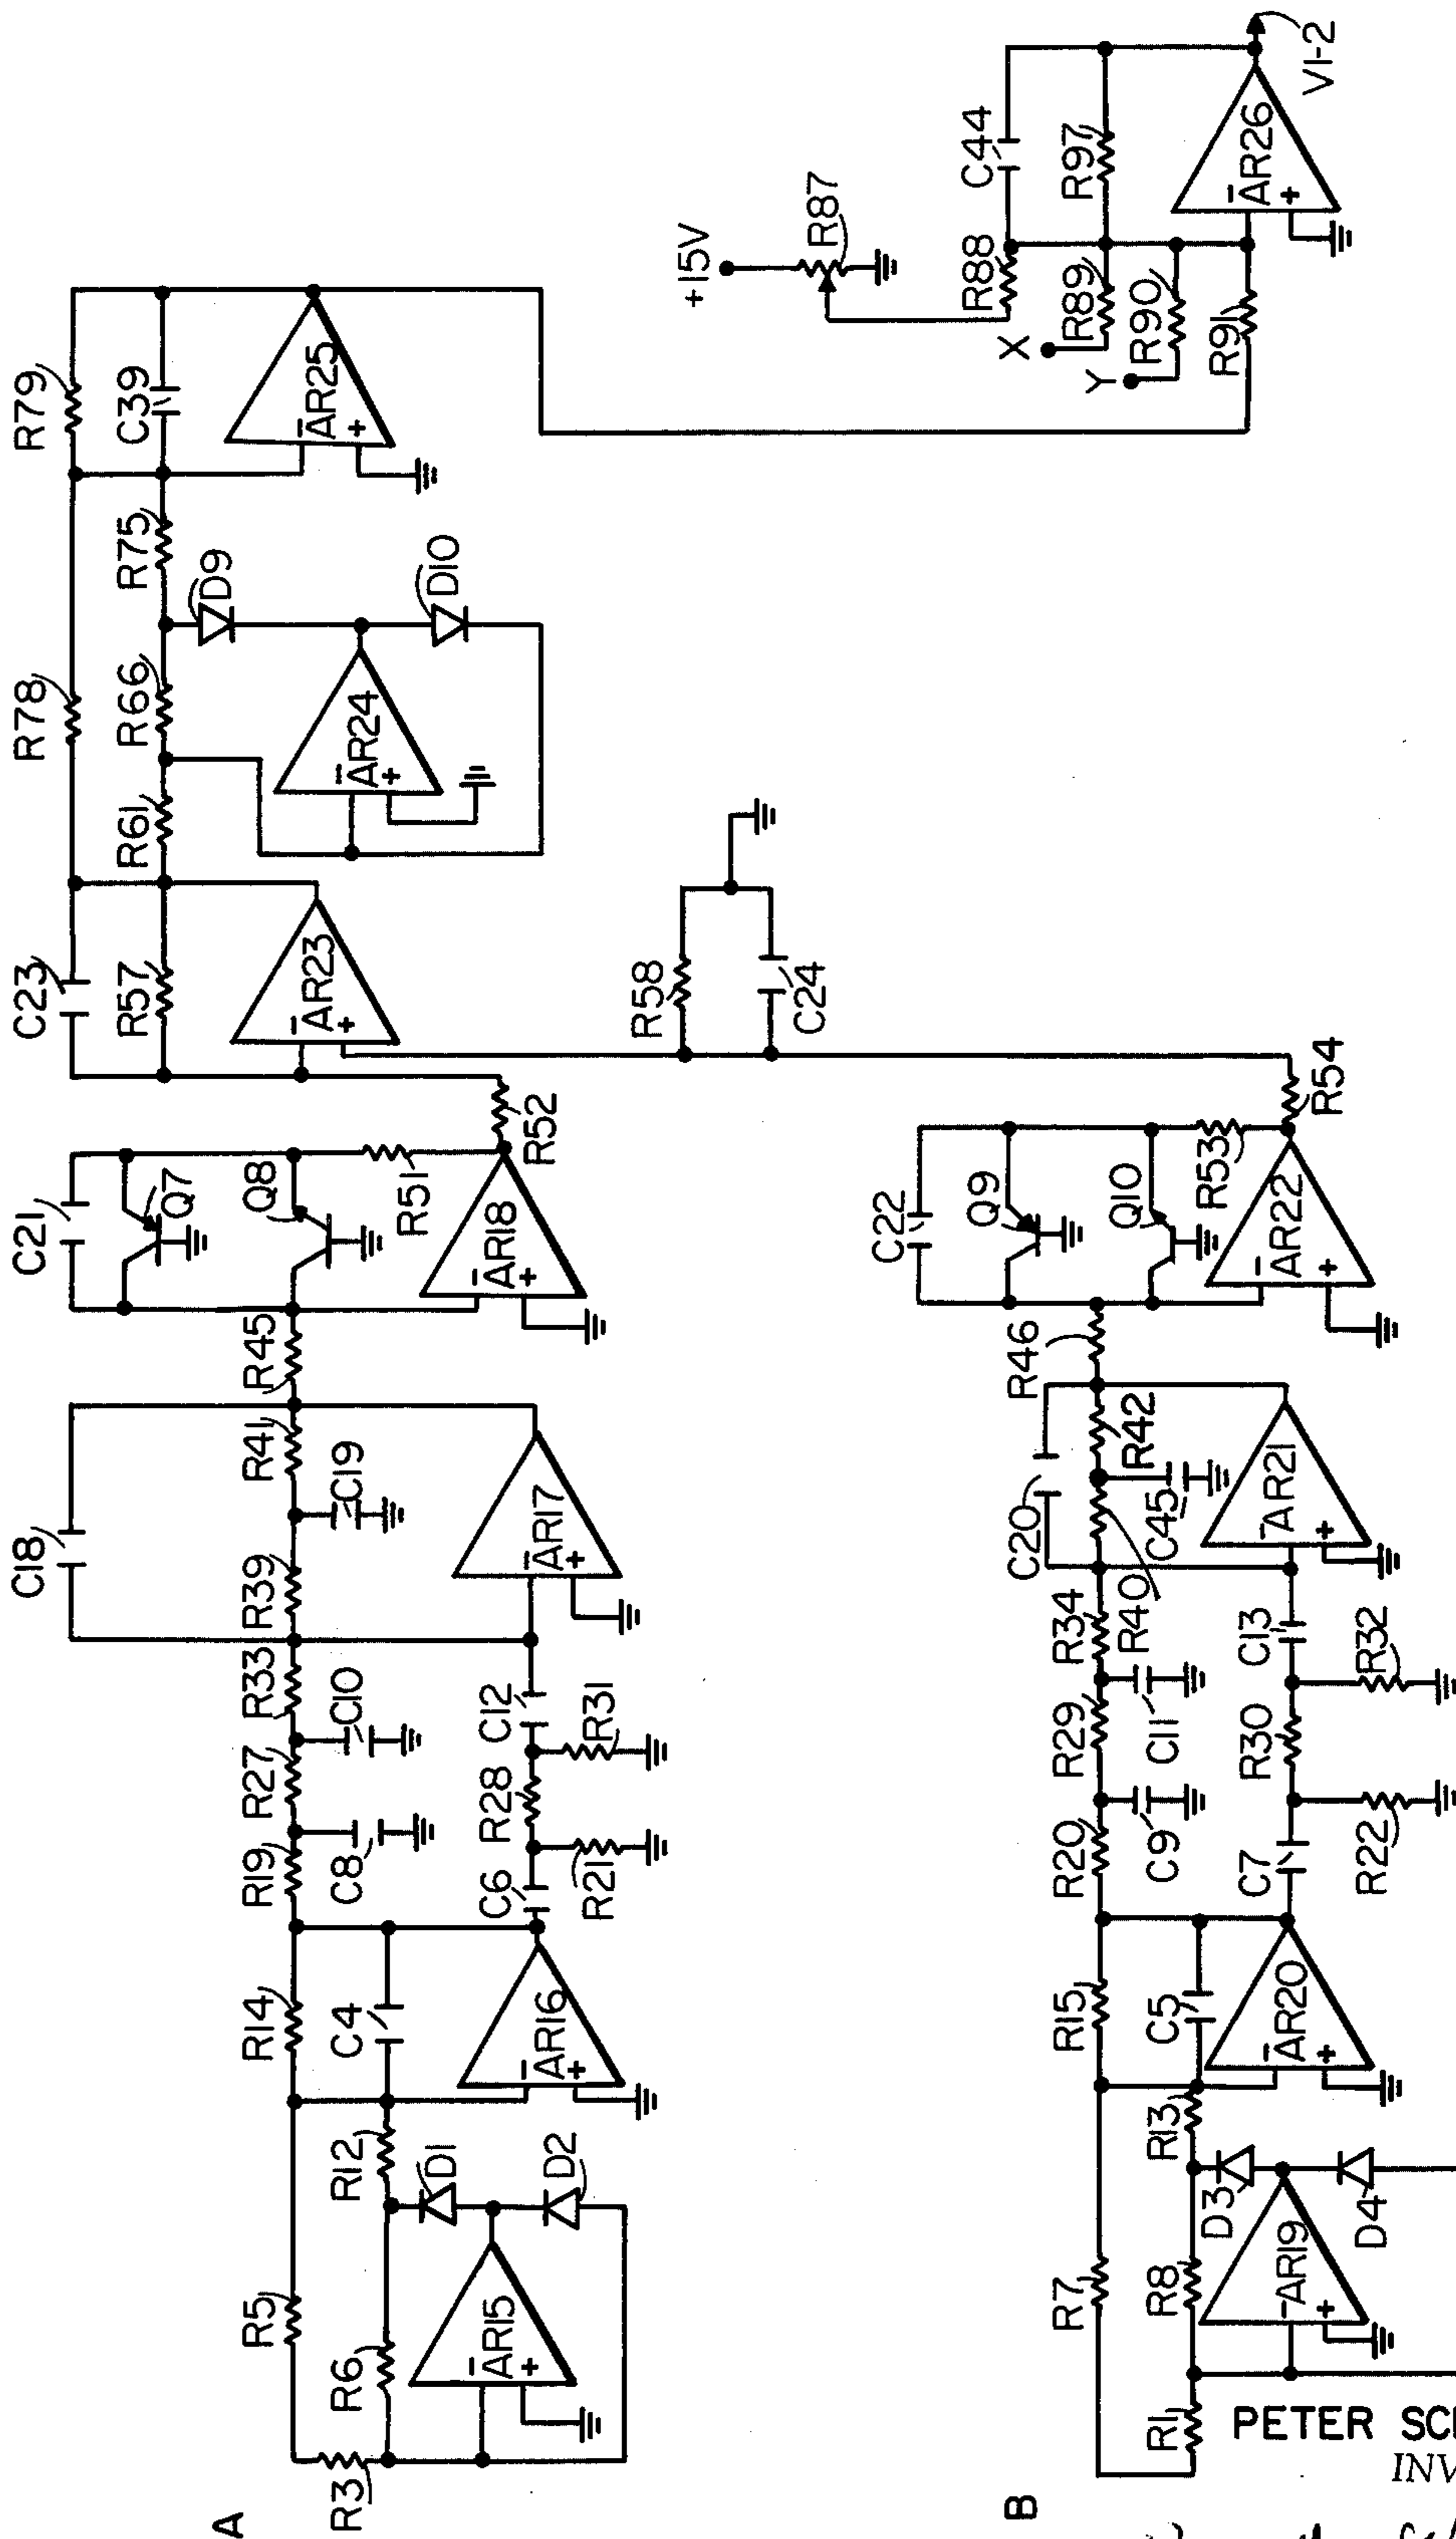 A
R3
R5
R6
AR15
- +
D1
D2
R12
R14
C4
AR16
- +
R19
C8
R27
C10
R33
C6
R21
R28
R31
C12
C18
R39
C19
R41
AR17
- +
R45
C21
Q7
Q8
R51
AR18
- +
R52
C23
R57
AR23
- +
R61
R66
R78
AR24
- +
D9
D10
R75
R79
C39
AR25
- +
R58
C24
B
R1
R7
R8
AR19
- +
D3
D4
R13
R15
C5
AR20
- +
R20
C9
R29
C11
R34
C7
R22
R30
R32
C13
C20
R40
C45
R42
AR21
- +
R46
C22
Q9
Q10
R53
AR22
- +
R54
+15V
R87
R88
X
R89
Y
R90
R91
C44
R97
AR26
- +
V1-2
PETER SC
INV